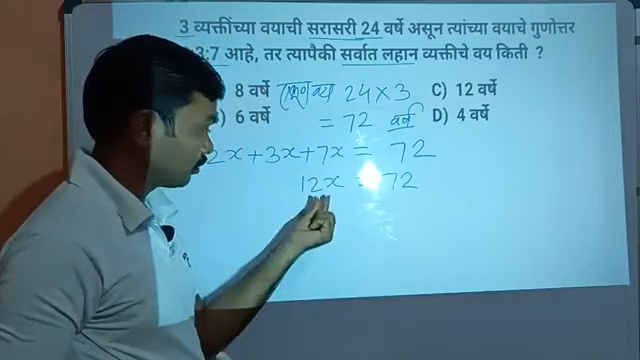 3 व्यक्तींच्या वयाची सरासरी 24 वर्षे असून त्यांच्या वयाचे गुणोत्तर
:3:7 आहे, तर त्यापैकी सर्वात लहान व्यक्तीचे वय किती ?
8 वर्षे C) 12 वर्षे
) 6 वर्षे D) 4 वर्षे
वय 24×3
= 72 वर्षे
2x+3x+7x = 72
12x = 72